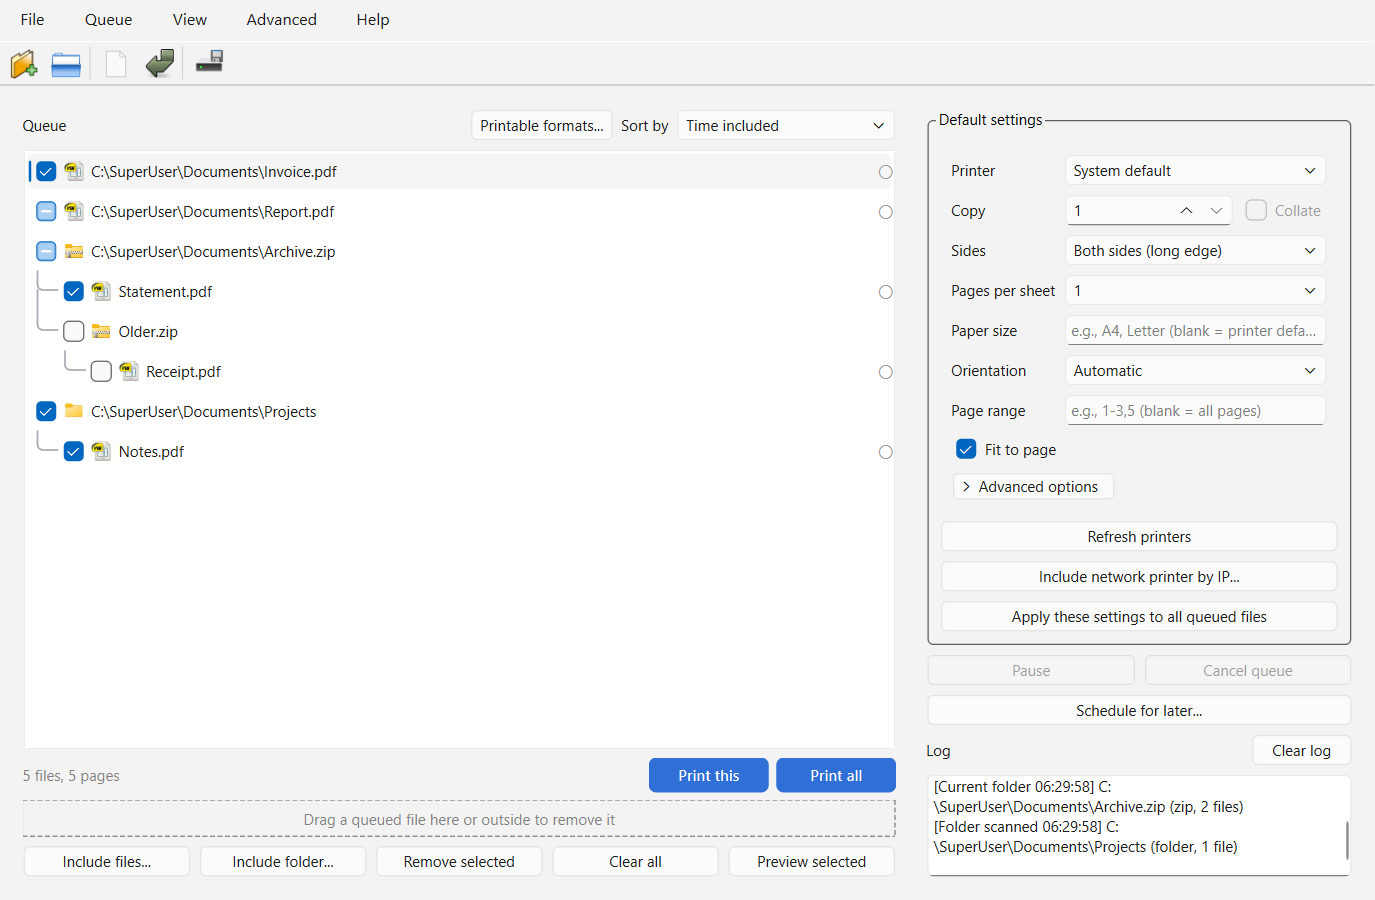 File Queue View Advanced Help
Queue
Printable formats...
Sort by
Time included
C:\SuperUser\Documents\Invoice.pdf
C:\SuperUser\Documents\Report.pdf
C:\SuperUser\Documents\Archive.zip
Statement.pdf
Older.zip
Receipt.pdf
C:\SuperUser\Documents\Projects
Notes.pdf
5 files, 5 pages
Print this
Print all
Drag a queued file here or outside to remove it
Include files...
Include folder...
Remove selected
Clear all
Preview selected
Default settings
Printer
System default
Copy
1
Collate
Sides
Both sides (long edge)
Pages per sheet
1
Paper size
e.g., A4, Letter (blank = printer defa...
Orientation
Automatic
Page range
e.g., 1-3,5 (blank = all pages)
Fit to page
Advanced options
Refresh printers
Include network printer by IP...
Apply these settings to all queued files
Pause
Cancel queue
Schedule for later...
Log
Clear log
[Current folder 06:29:58] C:
\SuperUser\Documents\Archive.zip (zip, 2 files)
[Folder scanned 06:29:58] C:
\SuperUser\Documents\Projects (folder, 1 file)